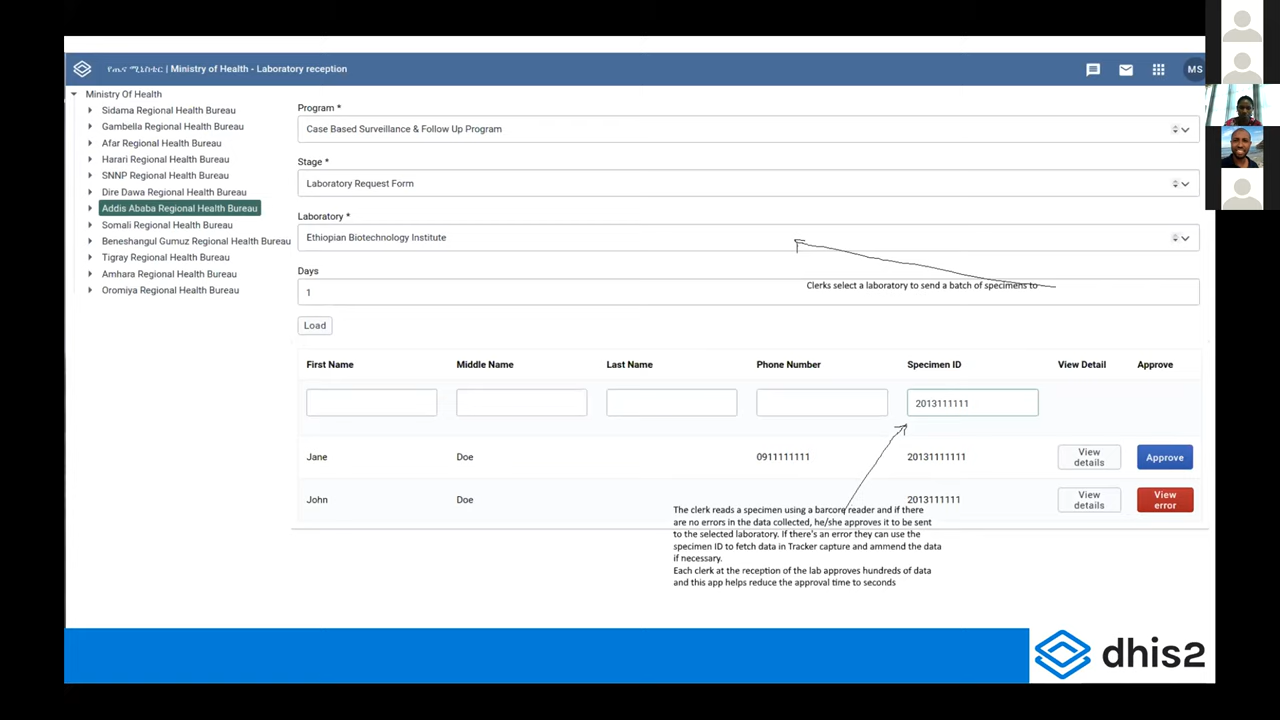 የጤና ሚኒስቴር | Ministry of Health - Laboratory reception
MS
Ministry Of Health
Sidama Regional Health Bureau
Gambella Regional Health Bureau
Afar Regional Health Bureau
Harari Regional Health Bureau
SNNP Regional Health Bureau
Dire Dawa Regional Health Bureau
Addis Ababa Regional Health Bureau
Somali Regional Health Bureau
Beneshangul Gumuz Regional Health Bureau
Tigray Regional Health Bureau
Amhara Regional Health Bureau
Oromiya Regional Health Bureau
Program *
Case Based Surveillance & Follow Up Program
Stage *
Laboratory Request Form
Laboratory *
Ethiopian Biotechnology Institute
Days
1
Clerks select a laboratory to send a batch of specimens to
Load
First Name Middle Name Last Name Phone Number Specimen ID View Detail Approve
2013111111
Jane Doe 0911111111 20131111111 View details Approve
John Doe 2013111111 View details View error
The clerk reads a specimen using a barcore reader and if there
are no errors in the data collected, he/she approves it to be sent
to the selected laboratory. If there's an error they can use the
specimen ID to fetch data in Tracker capture and ammend the data
if necessary.
Each clerk at the reception of the lab approves hundreds of data
and this app helps reduce the approval time to seconds
dhis2